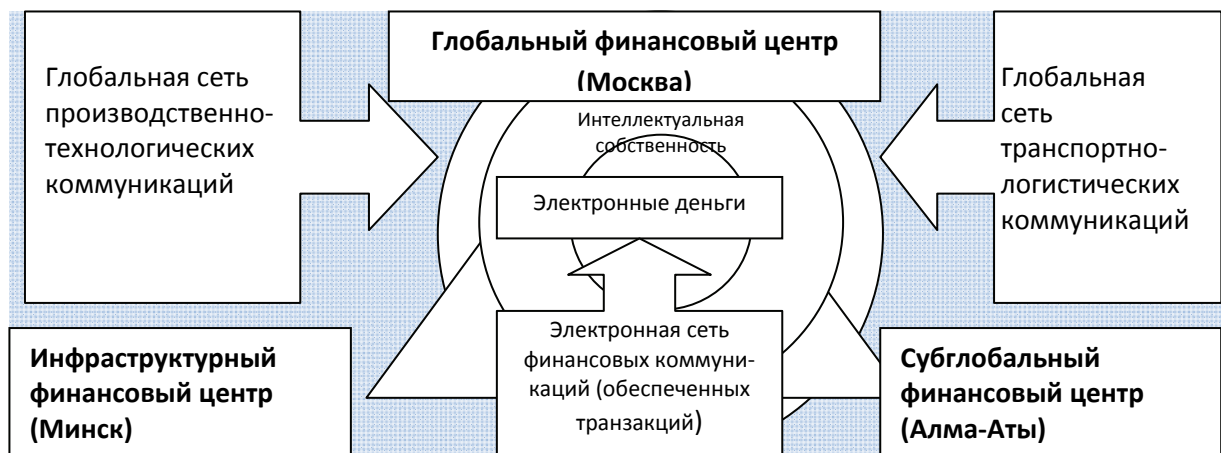 Глобальный финансовый центр
(Москва)
Глобальная сеть
производственно-
технологических
коммуникаций
Интеллектуальная
собственность
Электронные деньги
Глобальная
сеть
транспортно-
логистических
коммуникаций
Инфраструктурный
финансовый центр
(Минск)
Электронная сеть
финансовых коммуни-
каций (обеспеченных
транзакций)
Субглобальный
финансовый центр
(Алма-Аты)